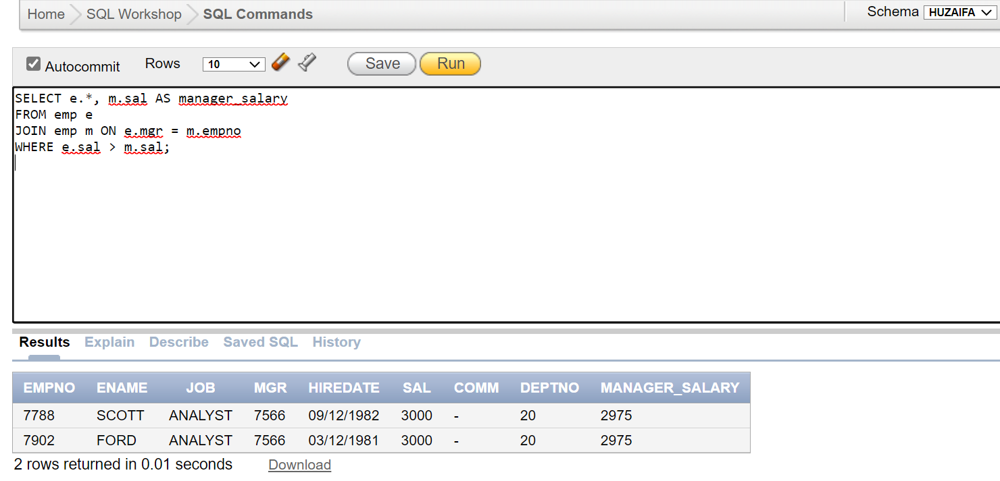 Home SQL Workshop SQL Commands Schema HUZAIFA
Autocommit Rows 10 Save Run
SELECT e.*, m.sal AS manager_salary
FROM emp e
JOIN emp m ON e.mgr = m.empno
WHERE e.sal > m.sal;
Results Explain Describe Saved SQL History
EMPNO ENAME JOB MGR HIREDATE SAL COMM DEPTNO MANAGER_SALARY
7788 SCOTT ANALYST 7566 09/12/1982 3000 - 20 2975
7902 FORD ANALYST 7566 03/12/1981 3000 - 20 2975
2 rows returned in 0.01 seconds Download